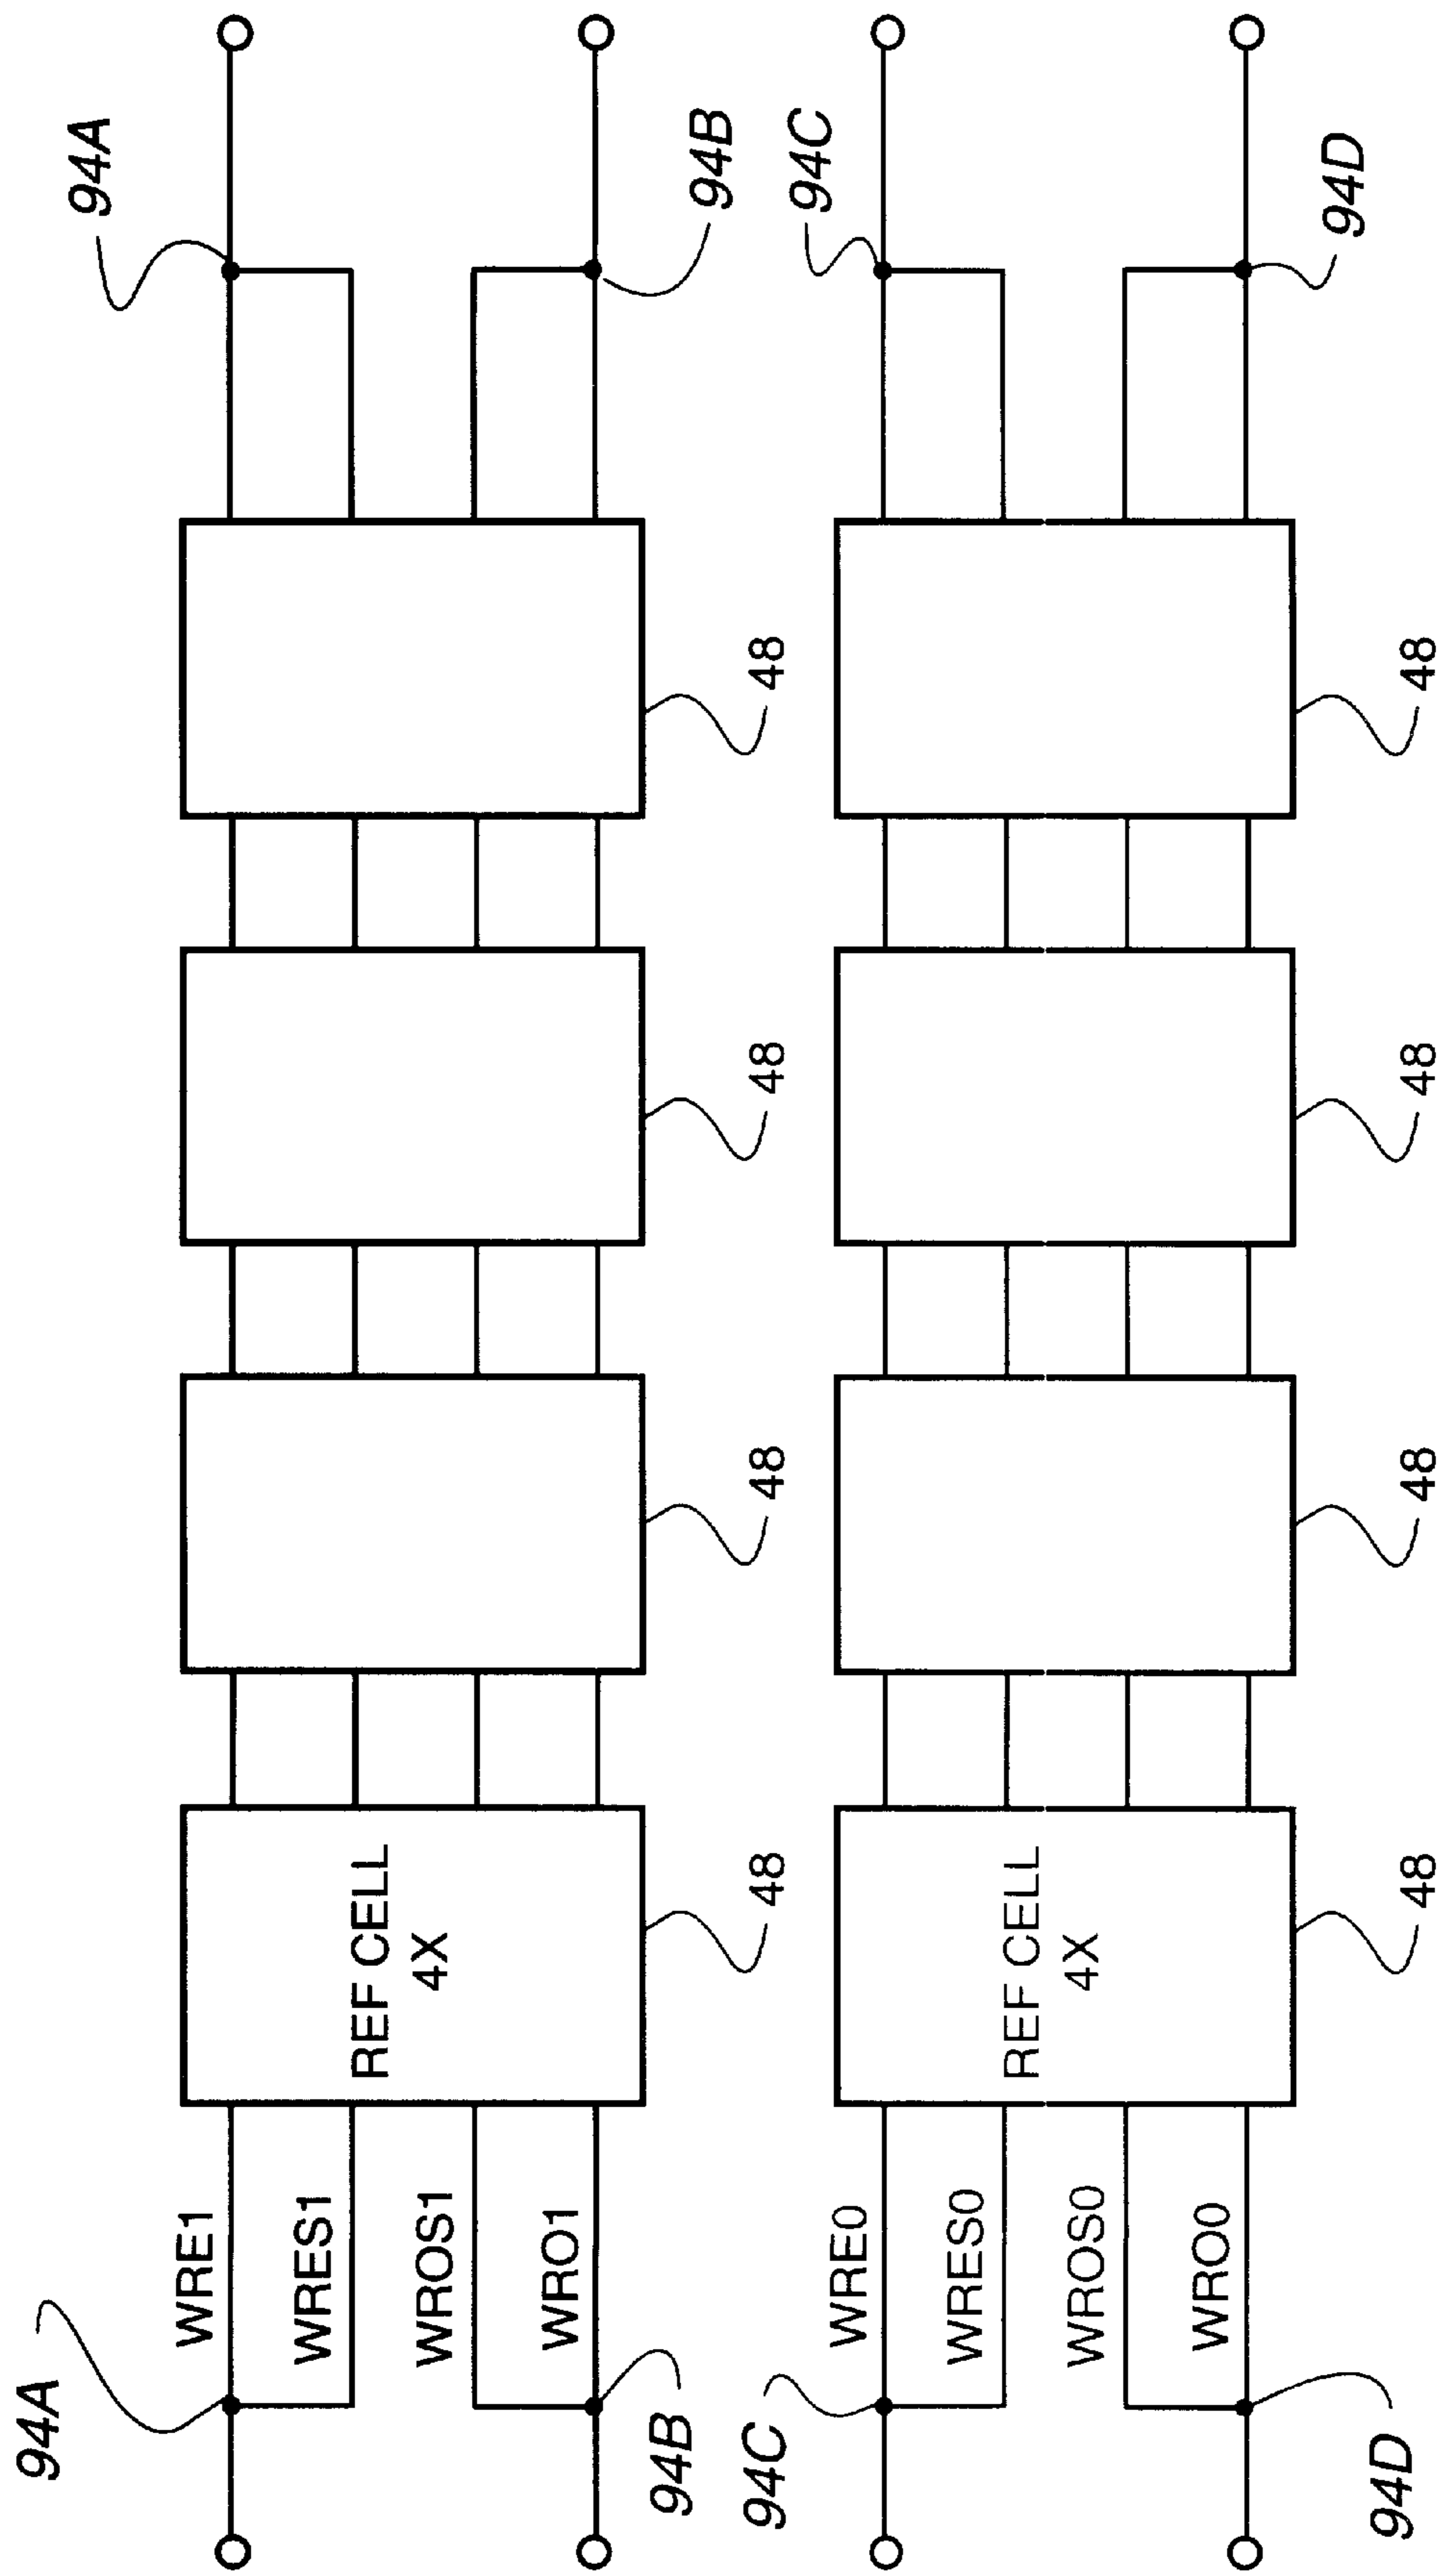 94A
94A
WRE1
WRES1
REF CELL
4X
WROS1
WRO1
94B
94B
48
48
48
48
94C
94C
WRE0
WRES0
REF CELL
4X
WROS0
WRO0
94D
94D
48
48
48
48